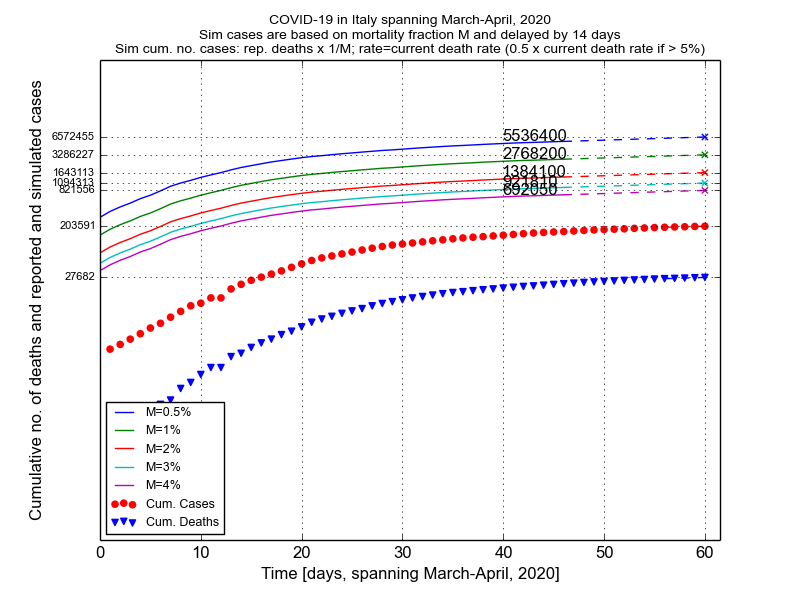 COVID-19 in Italy spanning March-April, 2020
Sim cases are based on mortality fraction M and delayed by 14 days
Sim cum. no. cases: rep. deaths x 1/M; rate=current death rate (0.5 x current death rate if > 5%)
Cumulative no. of deaths and reported and simulated cases
6572455
3286227
1643113
1094313
821556
203591
27682
5536400
2768200
1384100
692050
M=0.5%
M=1%
M=2%
M=3%
M=4%
Cum. Cases
Cum. Deaths
0 10 20 30 40 50 60
Time [days, spanning March-April, 2020]